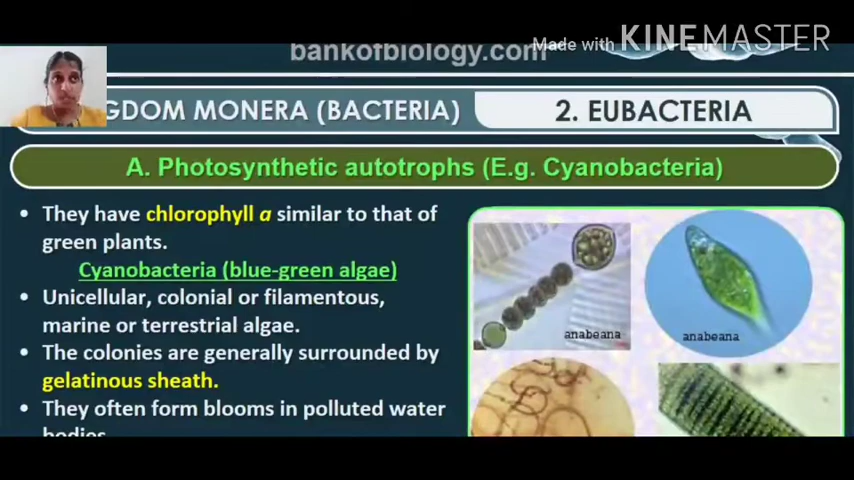 bankofbiology.com
Made with KINEMASTER
GDOM MONERA (BACTERIA)
2. EUBACTERIA
A. Photosynthetic autotrophs (E.g. Cyanobacteria)
• They have chlorophyll a similar to that of
green plants.
Cyanobacteria (blue-green algae)
• Unicellular, colonial or filamentous,
marine or terrestrial algae.
• The colonies are generally surrounded by
gelatinous sheath.
• They often form blooms in polluted water
bodies.
anabeana
anabeana